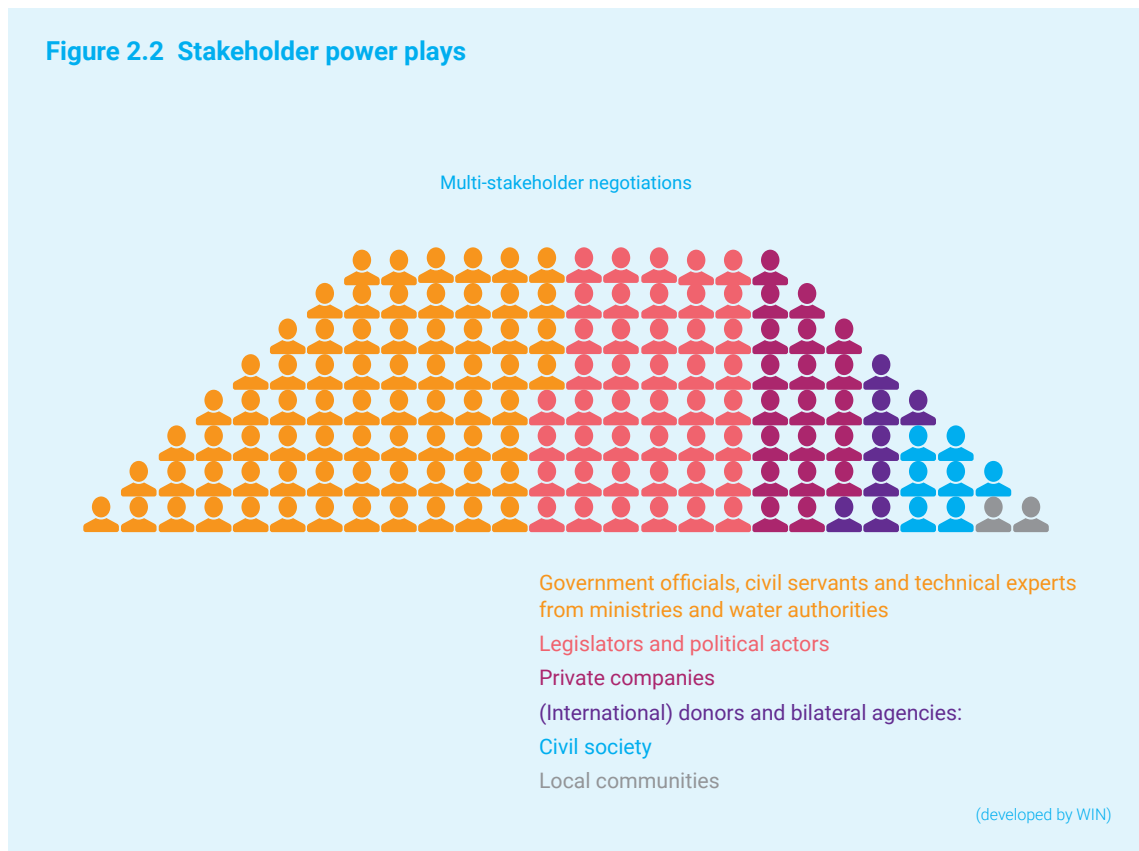 Figure 2.2  Stakeholder power plays
Multi-stakeholder negotiations
Government officials, civil servants and technical experts
from ministries and water authorities
Legislators and political actors
Private companies
(International) donors and bilateral agencies:
Civil society
Local communities
(developed by WIN)